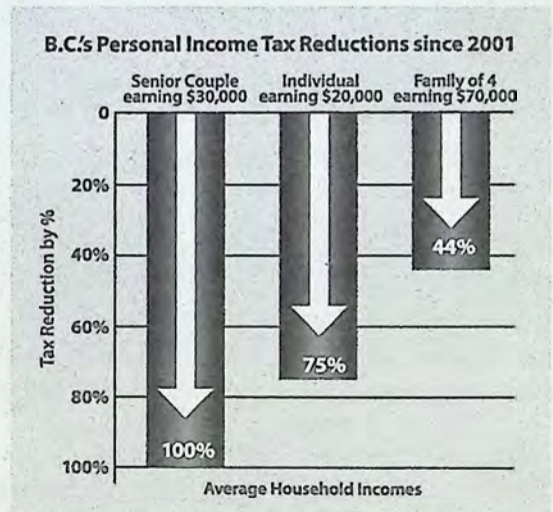 B.C.'s Personal Income Tax Reductions since 2001
Senior Couple
earning $30,000
Individual
earning $20,000
Family of 4
earning $70,000
Tax Reduction by %
0
20%
40%
60%
80%
100%
100%
75%
44%
Average Household Incomes